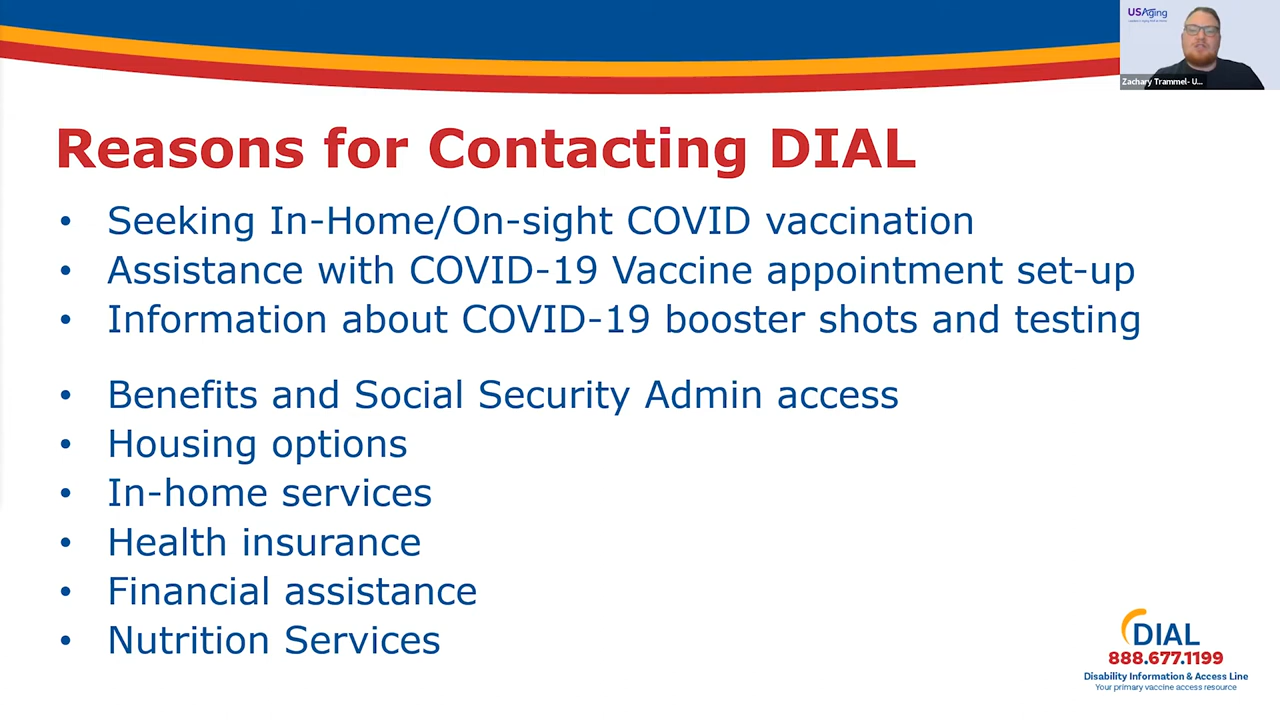 USAging
Zachary Trammel- U...
Reasons for Contacting DIAL
• Seeking In-Home/On-sight COVID vaccination
• Assistance with COVID-19 Vaccine appointment set-up
• Information about COVID-19 booster shots and testing
• Benefits and Social Security Admin access
• Housing options
• In-home services
• Health insurance
• Financial assistance
• Nutrition Services
DIAL
888.677.1199
Disability Information & Access Line
Your primary vaccine access resource